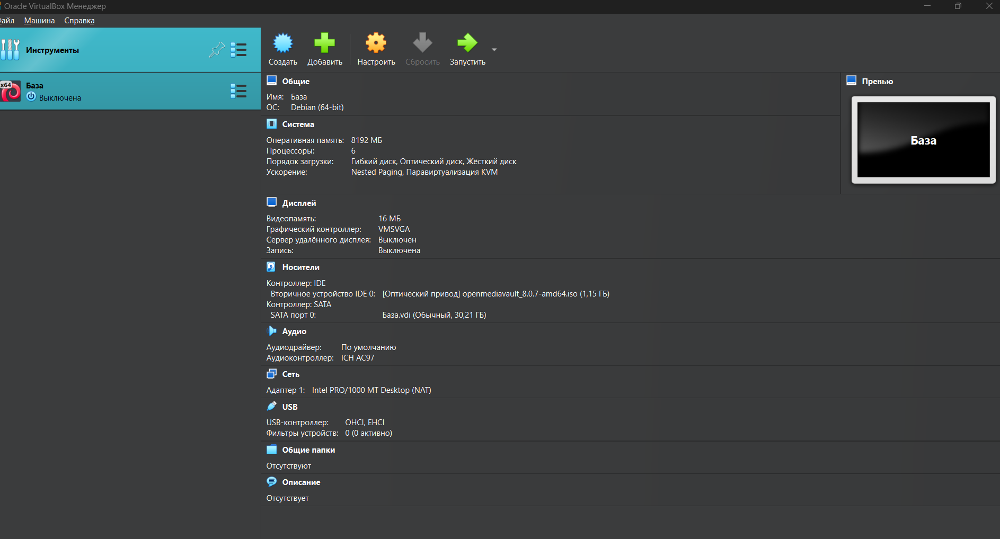 Oracle VirtualBox Менеджер
Файл Машина Справка
Инструменты
Создать Добавить Настроить Сбросить Запустить
x64
База
Выключена
Общие
Имя: База
ОС: Debian (64-bit)
Превью
База
Система
Оперативная память: 8192 МБ
Процессоры: 6
Порядок загрузки: Гибкий диск, Оптический диск, Жёсткий диск
Ускорение: Nested Paging, Паравиртуализация KVM
Дисплей
Видеопамять: 16 МБ
Графический контроллер: VMSVGA
Сервер удалённого дисплея: Выключен
Запись: Выключена
Носители
Контроллер: IDE
Вторичное устройство IDE 0: [Оптический привод] openmediavault_8.0.7-amd64.iso (1,15 ГБ)
Контроллер: SATA
SATA порт 0: База.vdi (Обычный, 30,21 ГБ)
Аудио
Аудиодрайвер: По умолчанию
Аудиоконтроллер: ICH AC97
Сеть
Адаптер 1: Intel PRO/1000 MT Desktop (NAT)
USB
USB-контроллер: OHCI, EHCI
Фильтры устройств: 0 (0 активно)
Общие папки
Отсутствуют
Описание
Отсутствует